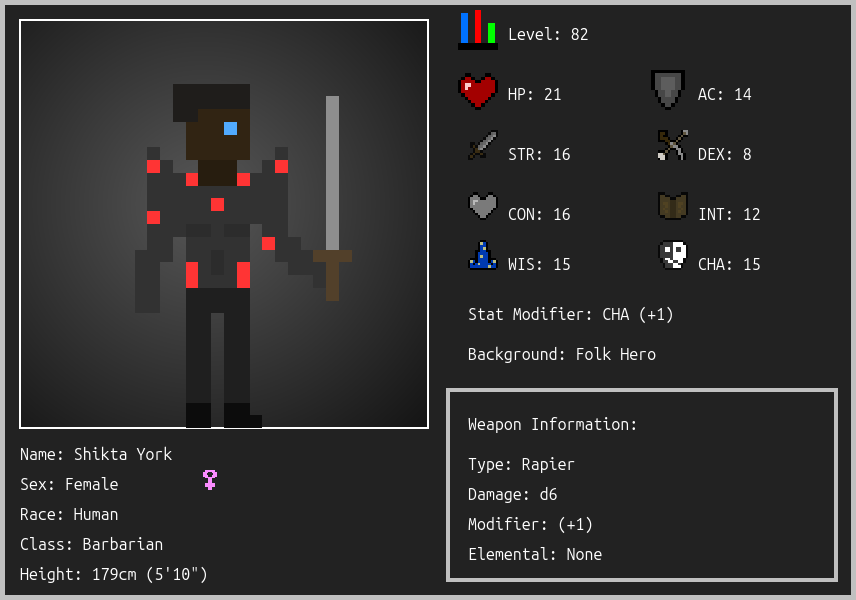 Level: 82
HP: 21
AC: 14
STR: 16
DEX: 8
CON: 16
INT: 12
WIS: 15
CHA: 15
Stat Modifier: CHA (+1)
Background: Folk Hero
Weapon Information:
Type: Rapier
Damage: d6
Modifier: (+1)
Elemental: None
Name: Shikta York
Sex: Female
Race: Human
Class: Barbarian
Height: 179cm (5'10")